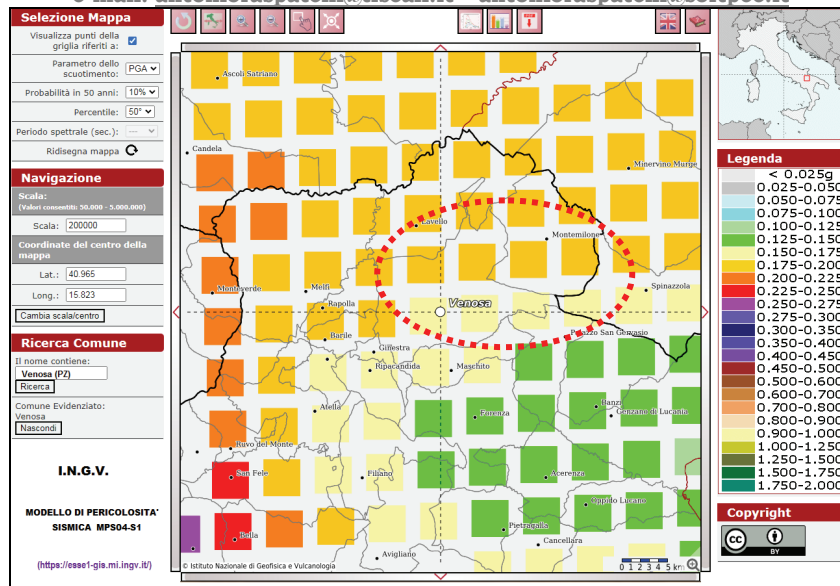 Selezione Mappa
Visualizza punti della
griglia riferiti a:
Parametro dello
scuotimento: PGA
Probabilità in 50 anni: 10%
Percentile: 50°
Periodo spettrale (sec.): ---
Ridisegna mappa
Navigazione
Scala:
(Valori consentiti: 50.000 - 5.000.000)
Scala: 200000
Coordinate del centro della
mappa
Lat.: 40.965
Long.: 15.823
Cambia scala/centro
Ricerca Comune
Il nome contiene:
Venosa (PZ)
Ricerca
Comune Evidenziato:
Venosa
Nascondi
I.N.G.V.
MODELLO DI PERICOLOSITA'
SISMICA MPS04-S1
(https://esse1-gis.mi.ingv.it/)
Ascoli Satriano
Candela
Minervino Murge
Lavello
Montemilone
Monteverde
Melfi
Spinazzola
Rapolla
Venosa
Barile
Palazzo San Gervasio
Ginestra
Ripacandida
Maschito
Atella
Forenza
Banzi
Genzano di Lucania
Ruvo del Monte
San Fele
Filiano
Acerenza
Oppido Lucano
Bella
Pietragalla
Cancellara
Avigliano
© Istituto Nazionale di Geofisica e Vulcanologia
0 1 2 3 4 5 km
Legenda
< 0.025g
0.025-0.050
0.050-0.075
0.075-0.100
0.100-0.125
0.125-0.150
0.150-0.175
0.175-0.200
0.200-0.225
0.225-0.250
0.250-0.275
0.275-0.300
0.300-0.350
0.350-0.400
0.400-0.450
0.450-0.500
0.500-0.600
0.600-0.700
0.700-0.800
0.800-0.900
0.900-1.000
1.000-1.250
1.250-1.500
1.500-1.750
1.750-2.000
Copyright
cc
BY